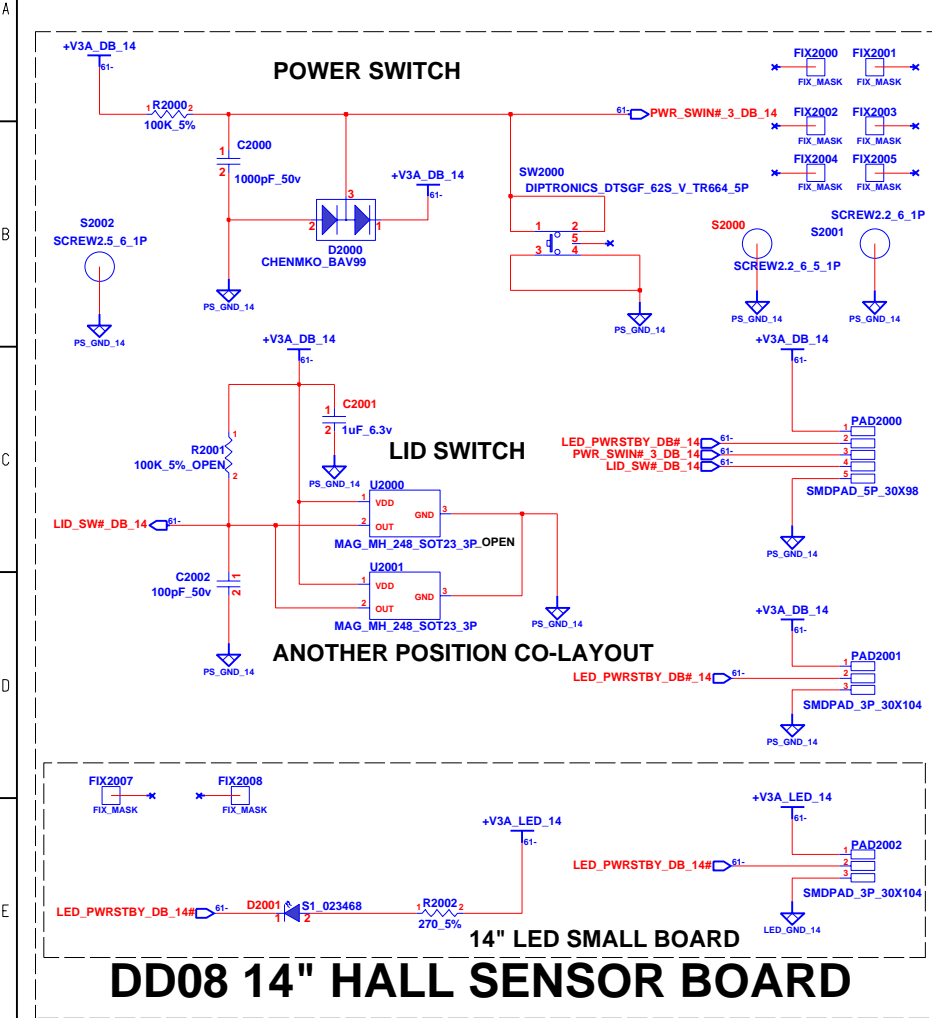 A
+V3A_DB_14
61-
POWER SWITCH
FIX2000
FIX_MASK
FIX2001
FIX_MASK
1 R2000 2
100K_5%
61- PWR_SWIN#_3_DB_14
FIX2002
FIX_MASK
FIX2003
FIX_MASK
C2000
1
2
1000pF_50v
+V3A_DB_14
61-
3
2
1
D2000
CHENMKO_BAV99
SW2000
DIPTRONICS_DTSGF_62S_V_TR664_5P
1 2
5
3 4
FIX2004
FIX_MASK
FIX2005
FIX_MASK
B
S2002
SCREW2.5_6_1P
S2000
SCREW2.2_6_5_1P
SCREW2.2_6_1P
S2001
PS_GND_14
PS_GND_14
PS_GND_14
PS_GND_14
PS_GND_14
+V3A_DB_14
61-
+V3A_DB_14
61-
C
1
R2001
100K_5%_OPEN
2
C2001
1
2
1uF_6.3v
PS_GND_14
LID SWITCH
LED_PWRSTBY_DB#_14 61-
PWR_SWIN#_3_DB_14 61-
LID_SW#_DB_14 61-
PAD2000
1
2
3
4
5
SMDPAD_5P_30X98
PS_GND_14
LID_SW#_DB_14 61-
U2000
1 VDD
GND 3
2 OUT
MAG_MH_248_SOT23_3P_OPEN
C2002
1
2
100pF_50v
U2001
1 VDD
GND 3
2 OUT
MAG_MH_248_SOT23_3P
PS_GND_14
PS_GND_14
ANOTHER POSITION CO-LAYOUT
D
+V3A_DB_14
61-
LED_PWRSTBY_DB#_14 61-
PAD2001
1
2
3
SMDPAD_3P_30X104
PS_GND_14
FIX2007
FIX_MASK
FIX2008
FIX_MASK
+V3A_LED_14
61-
+V3A_LED_14
61-
E
LED_PWRSTBY_DB_14# 61-
PAD2002
1
2
3
SMDPAD_3P_30X104
LED_GND_14
LED_PWRSTBY_DB_14# 61-
D2001
1 2
S1_023468
1 R2002 2
270_5%
14" LED SMALL BOARD
DD08 14" HALL SENSOR BOARD